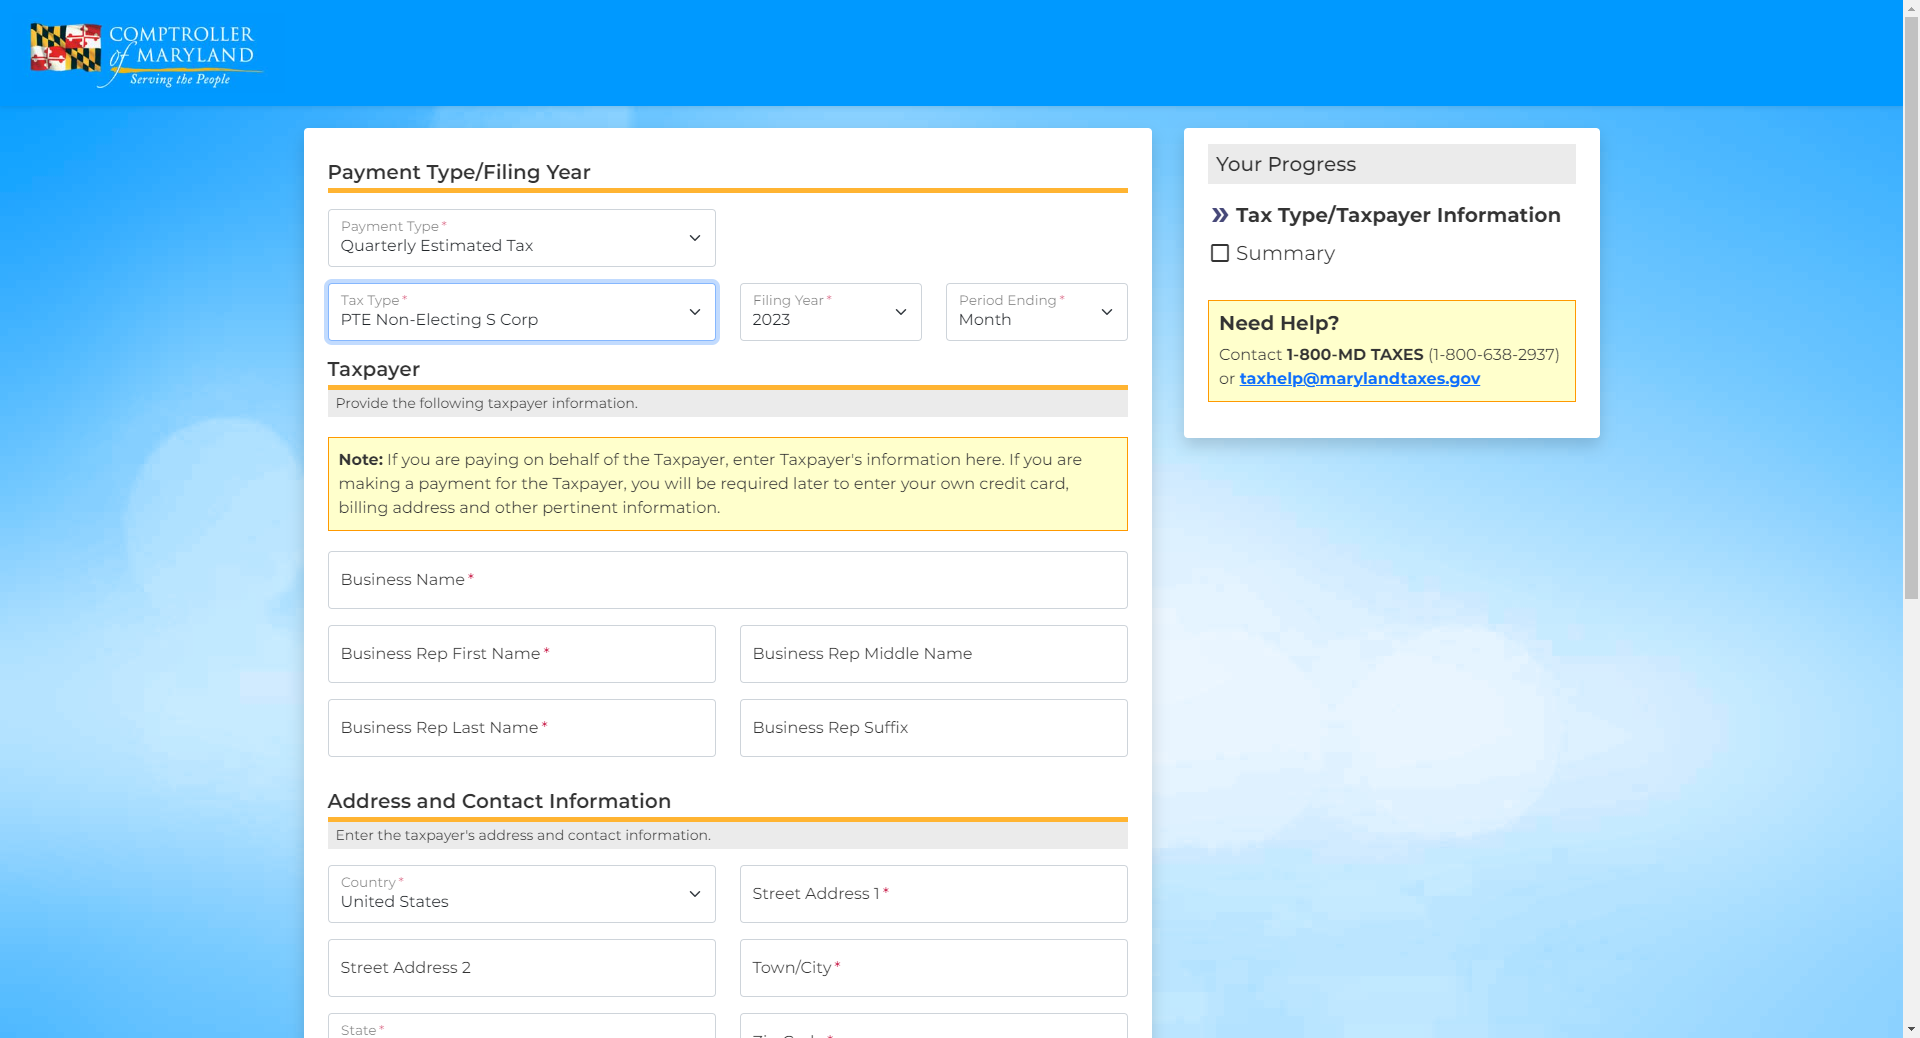 COMPTROLLER
of MARYLAND
Serving the People
Payment Type/Filing Year
Payment Type*
Quarterly Estimated Tax
Tax Type*
PTE Non-Electing S Corp
Filing Year*
2023
Period Ending*
Month
Taxpayer
Provide the following taxpayer information.
Note: If you are paying on behalf of the Taxpayer, enter Taxpayer's information here. If you are
making a payment for the Taxpayer, you will be required later to enter your own credit card,
billing address and other pertinent information.
Business Name*
Business Rep First Name*
Business Rep Middle Name
Business Rep Last Name*
Business Rep Suffix
Address and Contact Information
Enter the taxpayer's address and contact information.
Country*
United States
Street Address 1*
Street Address 2
Town/City*
State*
Zip Code*
Your Progress
Tax Type/Taxpayer Information
Summary
Need Help?
Contact 1-800-MD TAXES (1-800-638-2937)
or taxhelp@marylandtaxes.gov